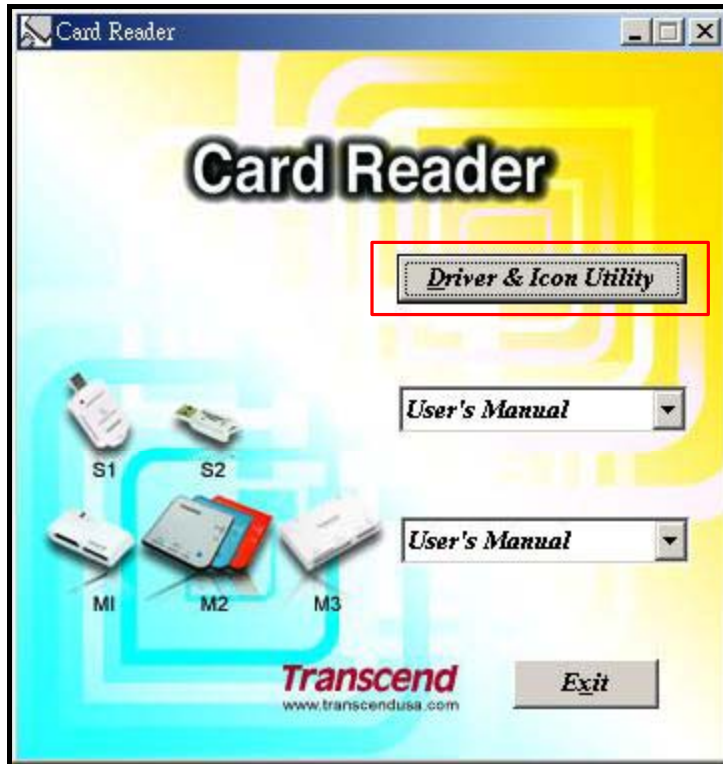 Card Reader
Card Reader
Driver & Icon Utility
User's Manual
S1 S2
User's Manual
MI M2 M3
Transcend
www.transcendusa.com
Exit